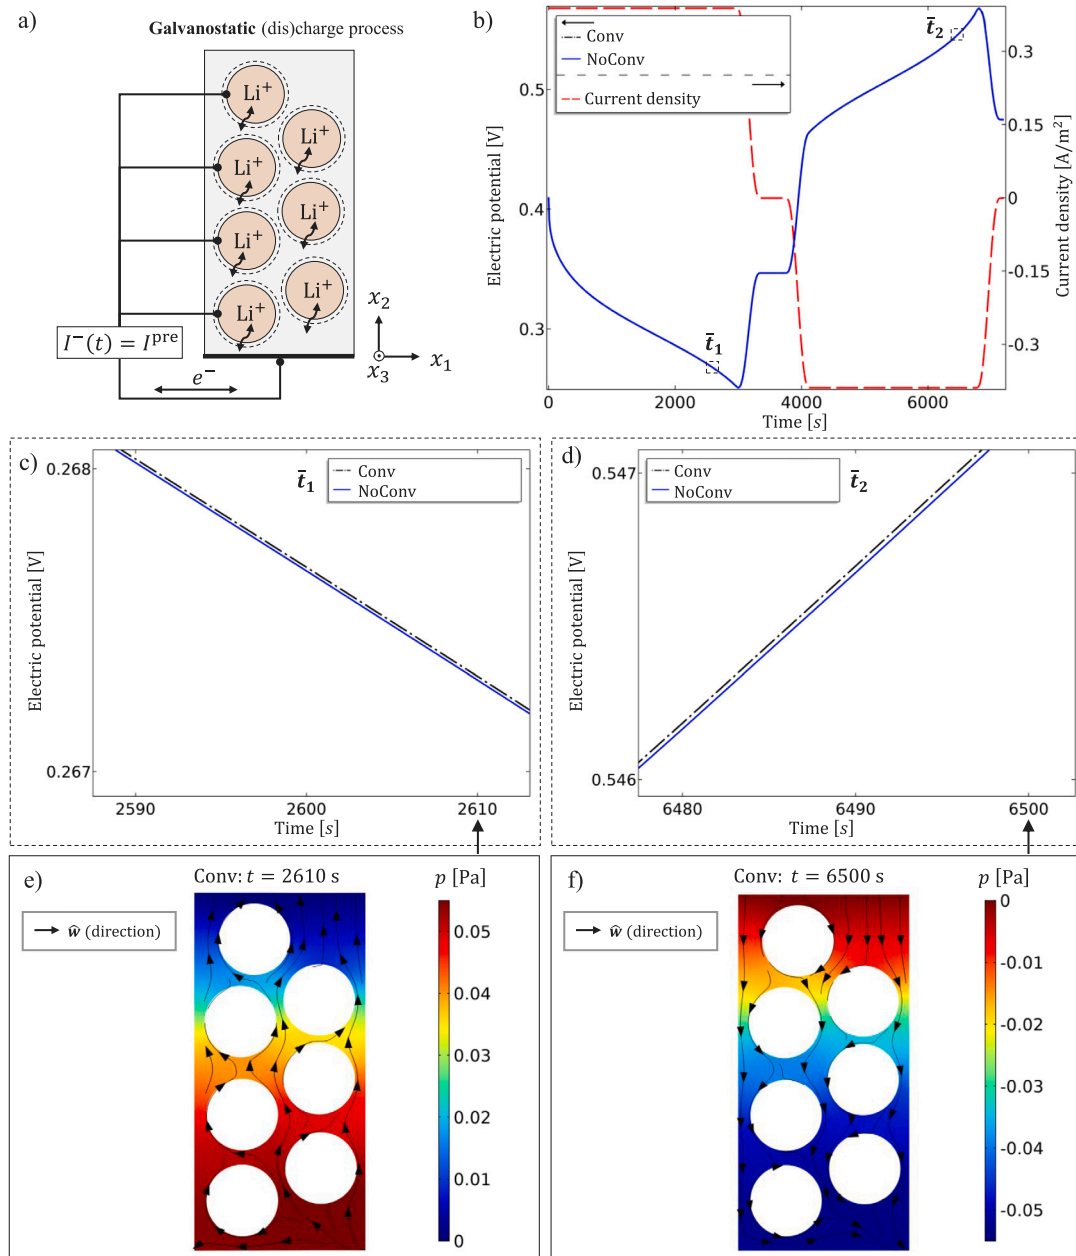 a)
Galvanostatic (dis)charge process
Li⁺
Li⁺
Li⁺
Li⁺
Li⁺
Li⁺
Li⁺
I⁻(t) = Iᵖʳᵉ
e⁻
x₂
x₁
x₃
b)
Conv
NoConv
Current density
t̄₁
t̄₂
Electric potential [V]
0.5
0.4
0.3
Current density [A/m²]
0.3
0.15
0
-0.15
-0.3
0 2000 4000 6000
Time [s]
c)
t̄₁
Conv
NoConv
Electric potential [V]
0.268
0.267
2590 2600 2610
Time [s]
d)
Conv
NoConv
t̄₂
Electric potential [V]
0.547
0.546
6480 6490 6500
Time [s]
e)
Conv: t = 2610 s
p [Pa]
ŵ (direction)
0.05
0.04
0.03
0.02
0.01
0
f)
Conv: t = 6500 s
p [Pa]
ŵ (direction)
0
-0.01
-0.02
-0.03
-0.04
-0.05